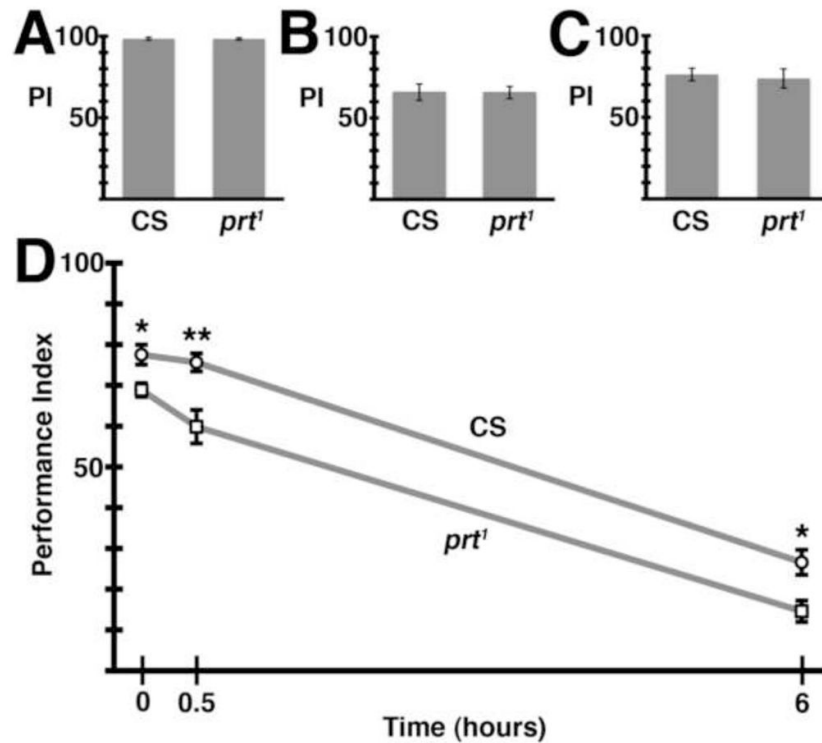 A
100
PI
50
CS prt¹
B
100
PI
50
CS prt¹
C
100
PI
50
CS prt¹
D
100
Performance Index
50
*
**
CS
prt¹
*
0 0.5 6
Time (hours)